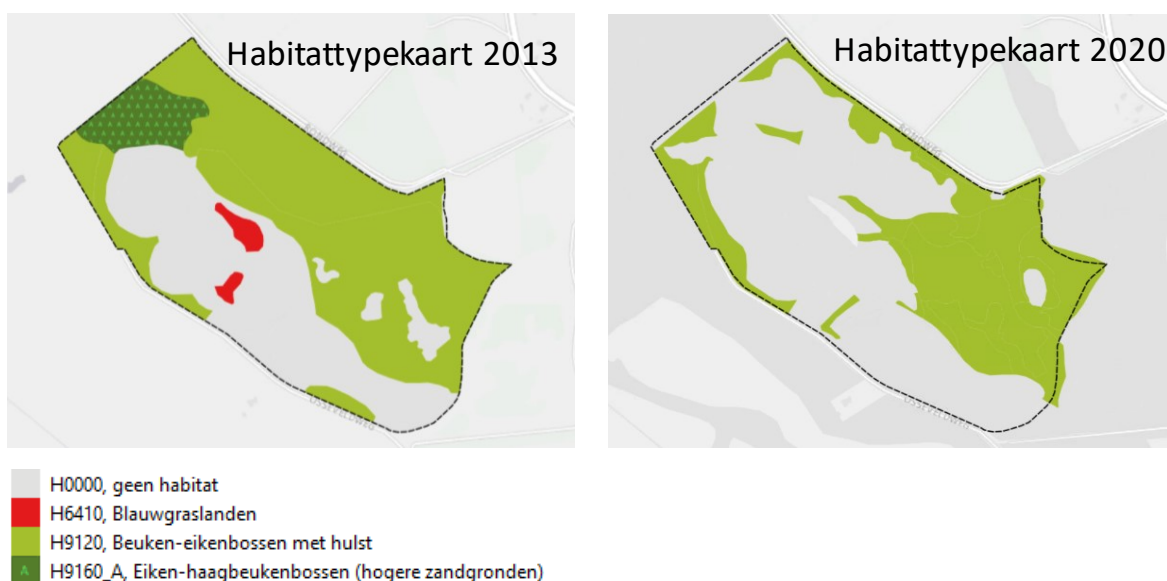 Habitattypekaart 2013
Habitattypekaart 2020
H0000, geen habitat
H6410, Blauwgraslanden
H9120, Beuken-eikenbossen met hulst
A H9160_A, Eiken-haagbeukenbossen (hogere zandgronden)